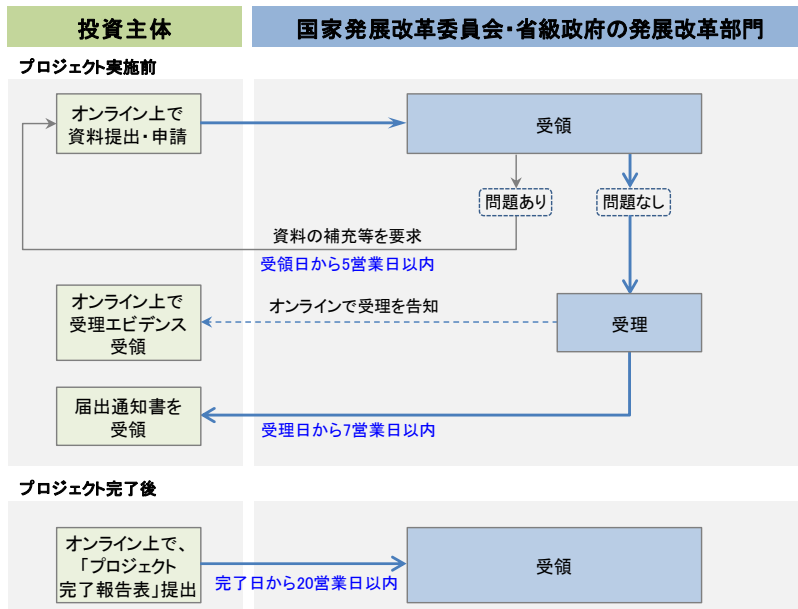 投資主体
国家発展改革委員会・省級政府の発展改革部門
プロジェクト実施前
オンライン上で
資料提出・申請
受領
問題あり
問題なし
資料の補充等を要求
受領日から5営業日以内
オンライン上で
受理エビデンス
受領
オンラインで受理を告知
受理
届出通知書を
受領
受理日から7営業日以内
プロジェクト完了後
オンライン上で、
「プロジェクト
完了報告表」提出
完了日から20営業日以内
受領